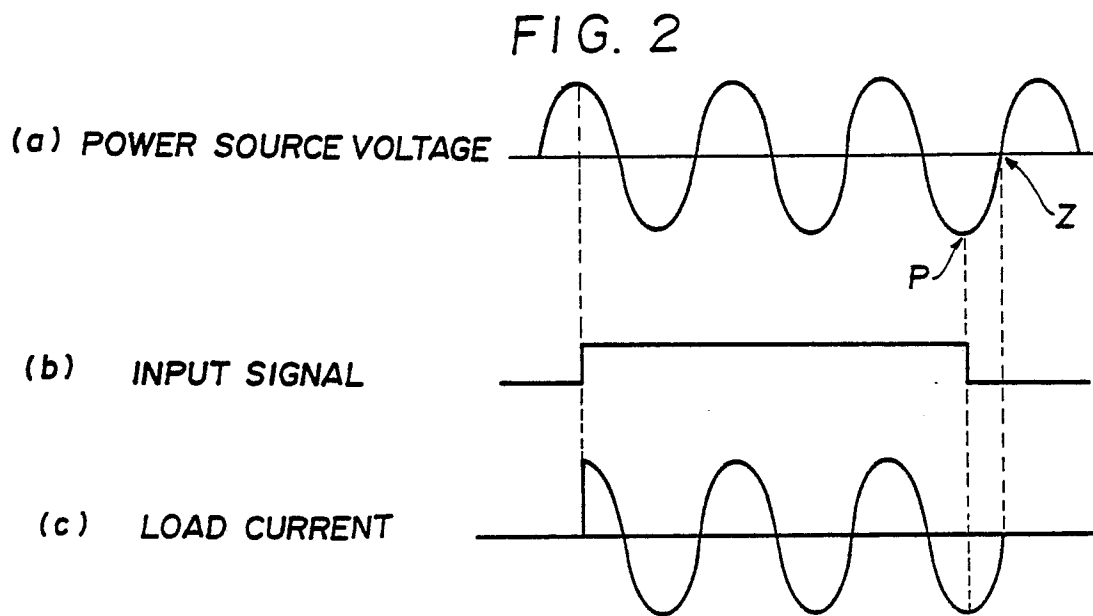 FIG. 2
(a) POWER SOURCE VOLTAGE
Z
P
(b) INPUT SIGNAL
(c) LOAD CURRENT